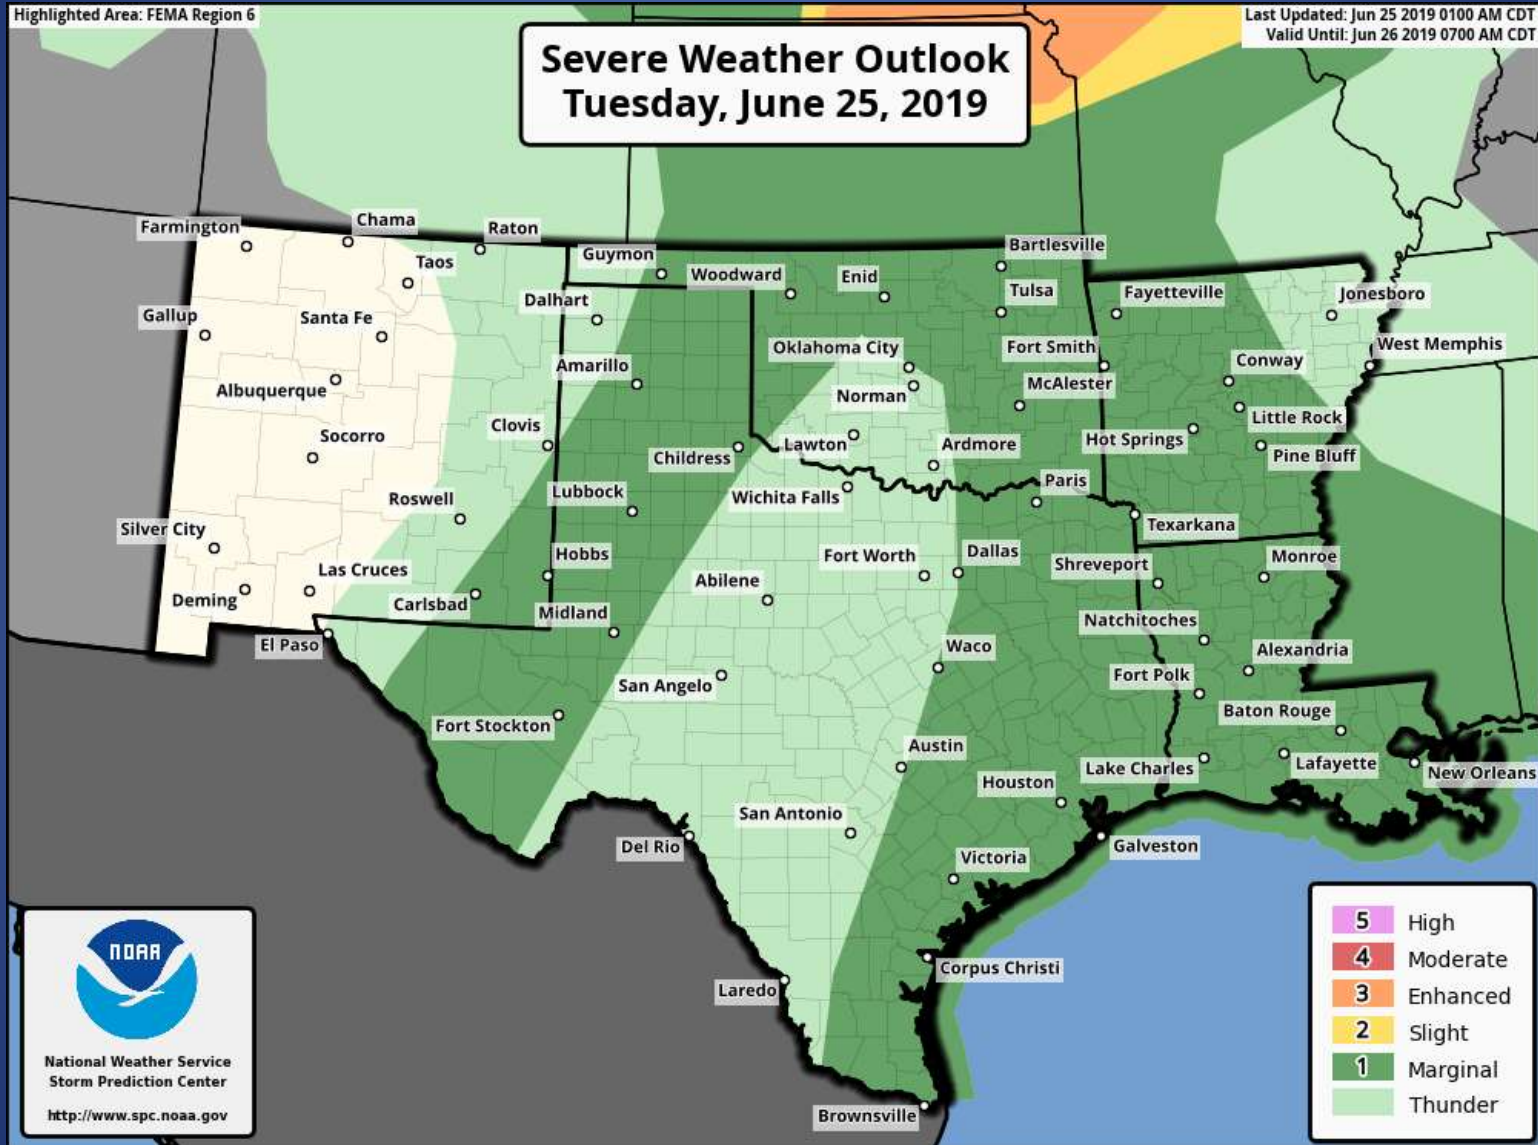 Highlighted Area: FEMA Region 6
Last Updated: Jun 25 2019 0100 AM CDT
Valid Until: Jun 26 2019 0700 AM CDT
Severe Weather Outlook
Tuesday, June 25, 2019
Farmington
Chama
Raton
Taos
Guymon
Woodward
Enid
Bartlesville
Dalhart
Tulsa
Fayetteville
Jonesboro
Gallup
Santa Fe
Oklahoma City
Fort Smith
West Memphis
Albuquerque
Amarillo
Norman
McAlester
Conway
Little Rock
Socorro
Clovis
Childress
Lawton
Ardmore
Hot Springs
Pine Bluff
Roswell
Lubbock
Wichita Falls
Paris
Texarkana
Silver City
Hobbs
Fort Worth
Dallas
Shreveport
Monroe
Las Cruces
Deming
Carlsbad
Midland
Abilene
Natchitoches
El Paso
Waco
Alexandria
San Angelo
Fort Polk
Fort Stockton
Baton Rouge
Austin
Houston
Lake Charles
Lafayette
New Orleans
San Antonio
Del Rio
Victoria
Galveston
Corpus Christi
Laredo
Brownsville
NOAA
National Weather Service
Storm Prediction Center
http://www.spc.noaa.gov
5 High
4 Moderate
3 Enhanced
2 Slight
1 Marginal
Thunder